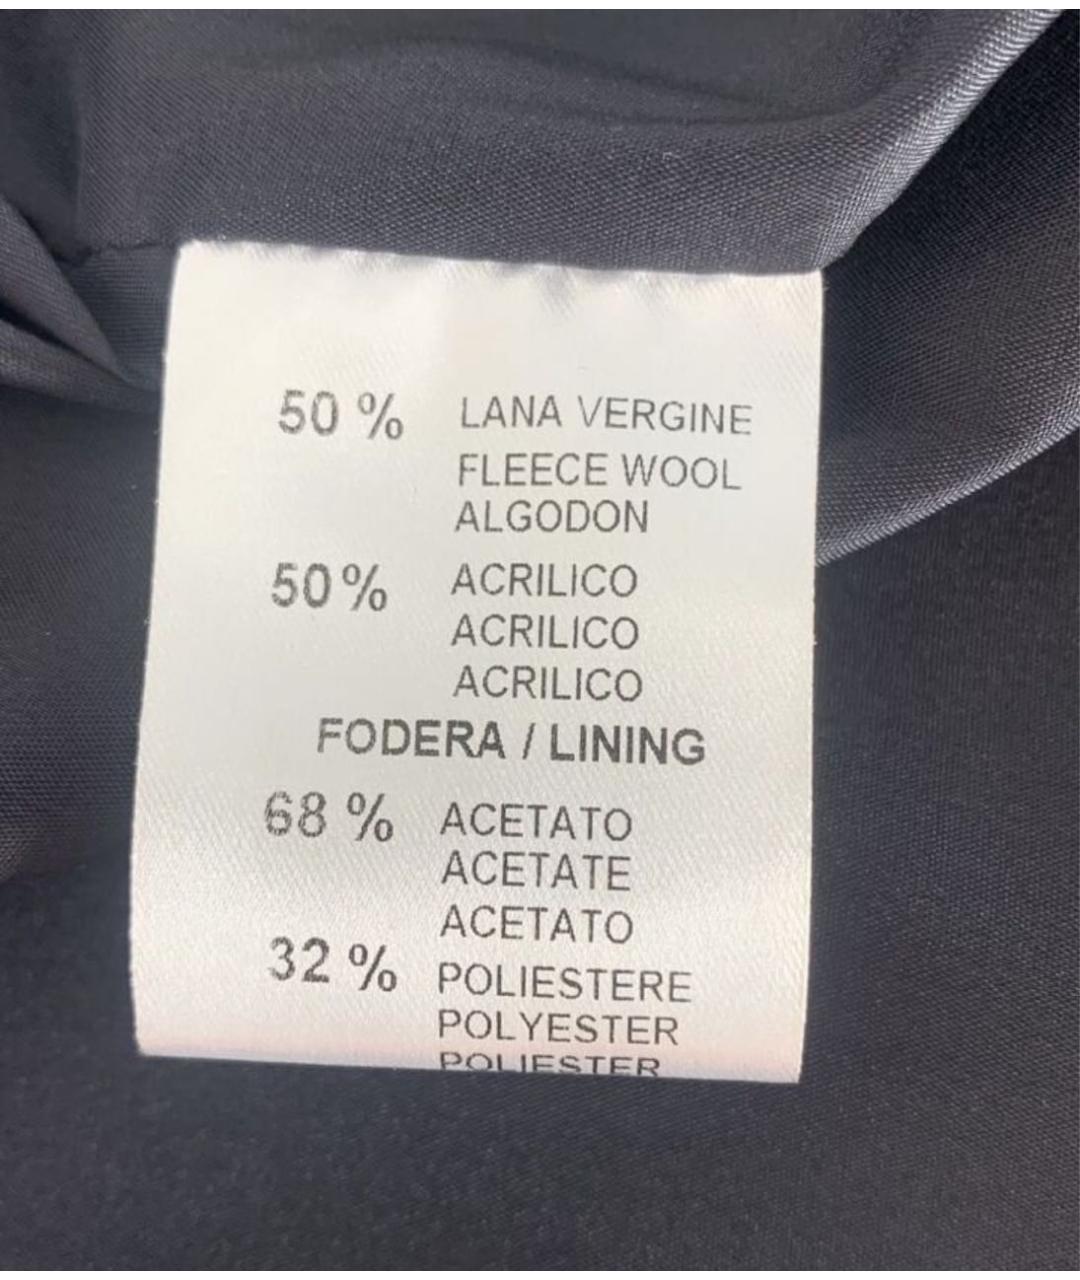 50 % LANA VERGINE
FLEECE WOOL
ALGODON
50% ACRILICO
ACRILICO
ACRILICO
FODERA / LINING
68 % ACETATO
ACETATE
ACETATO
32 % POLIESTERE
POLYESTER
POLIESTER